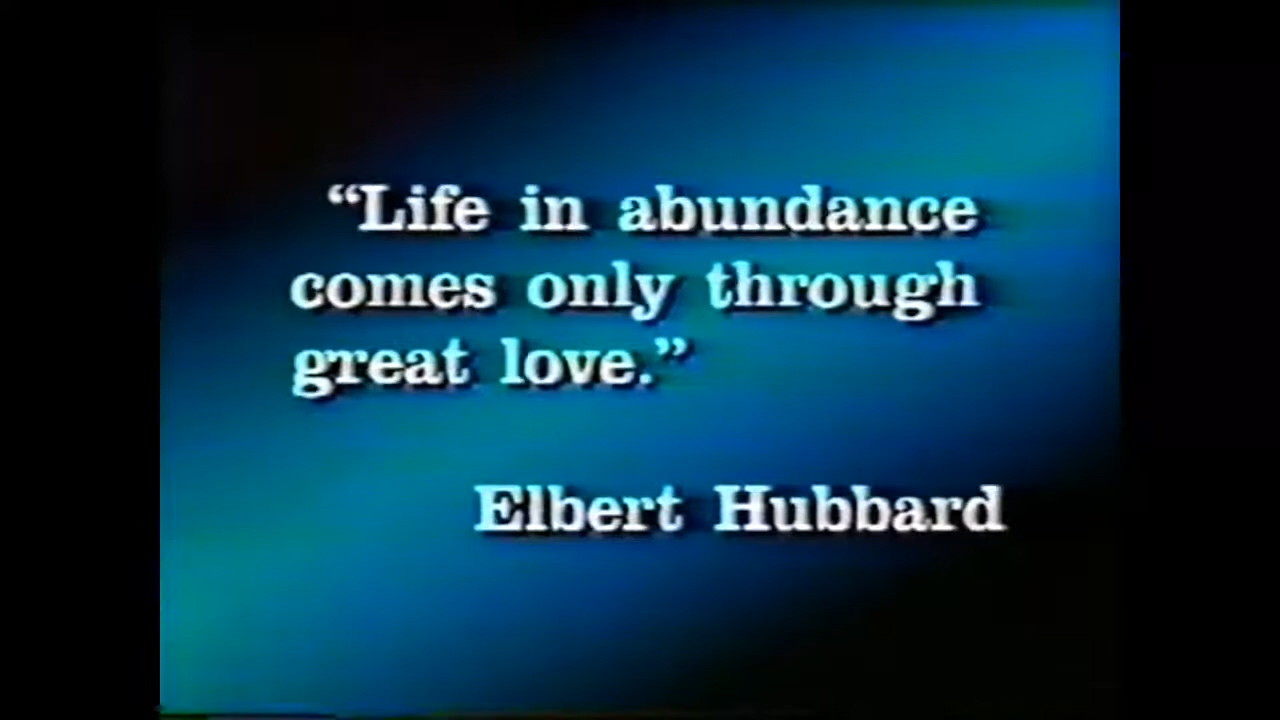 “Life in abundance
comes only through
great love.”
Elbert Hubbard